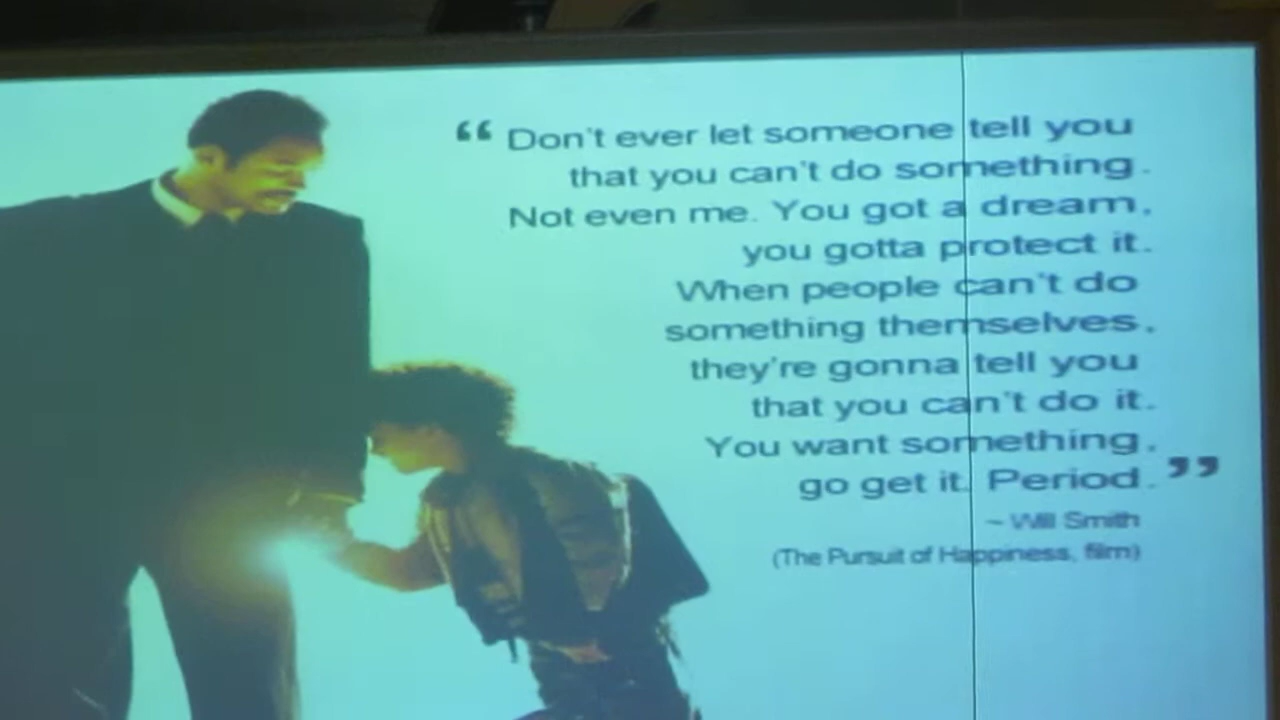 “ Don't ever let someone tell you
that you can't do something.
Not even me. You got a dream,
you gotta protect it.
When people can't do
something themselves,
they're gonna tell you
that you can't do it.
You want something,
go get it. Period. ”
~ Will Smith
(The Pursuit of Happiness, film)